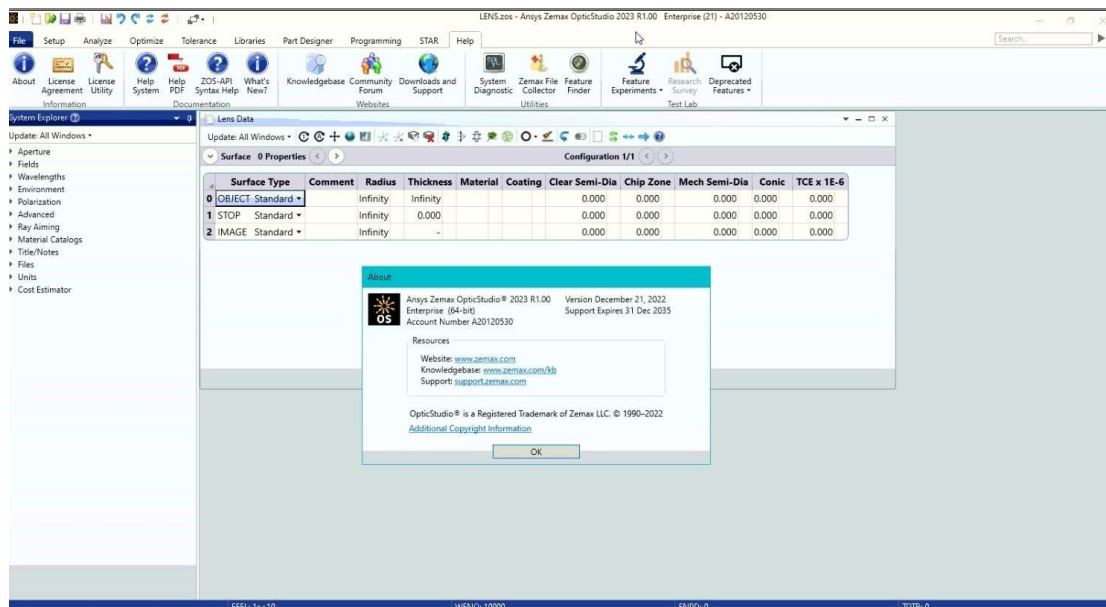 LENS.zos - Ansys Zemax OpticStudio 2023 R1.00 Enterprise (21) - A20120530
File Setup Analyze Optimize Tolerance Libraries Part Designer Programming STAR Help
Search...
About License Agreement License Utility Help System Help PDF ZOS-API Syntax Help What's New? Knowledgebase Community Forum Downloads and Support System Diagnostic Zemax File Collector Feature Finder Feature Experiments Research Survey Deprecated Features
Information Documentation Websites Utilities Test Lab
System Explorer
Update: All Windows
Aperture
Fields
Wavelengths
Environment
Polarization
Advanced
Ray Aiming
Material Catalogs
Title/Notes
Files
Units
Cost Estimator
Lens Data
Update: All Windows
Surface 0 Properties Configuration 1/1
Surface Type Comment Radius Thickness Material Coating Clear Semi-Dia Chip Zone Mech Semi-Dia Conic TCE x 1E-6
0 OBJECT Standard Infinity Infinity 0.000 0.000 0.000 0.000 0.000
1 STOP Standard Infinity 0.000 0.000 0.000 0.000 0.000 0.000
2 IMAGE Standard Infinity - 0.000 0.000 0.000 0.000 0.000
About
Ansys Zemax OpticStudio® 2023 R1.00 Version December 21, 2022
Enterprise (64-bit) Support Expires 31 Dec 2035
Account Number A20120530
OS
Resources
Website: www.zemax.com
Knowledgebase: www.zemax.com/kb
Support: support.zemax.com
OpticStudio® is a Registered Trademark of Zemax LLC. © 1990-2022
Additional Copyright Information
OK